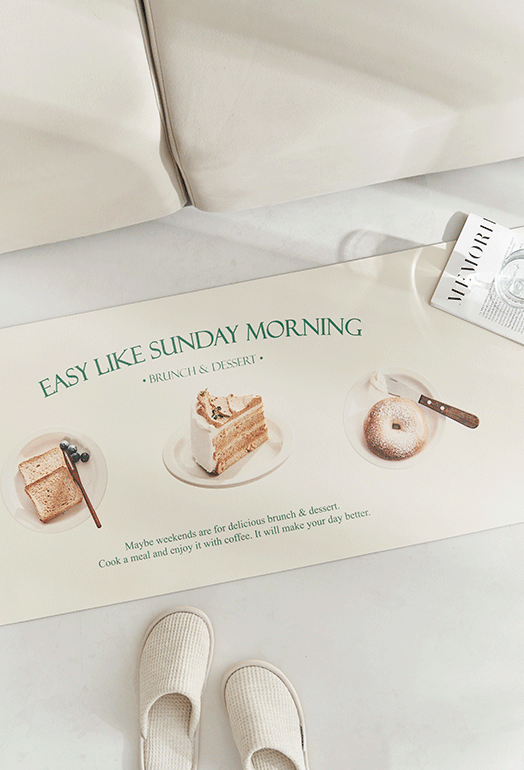 EASY LIKE SUNDAY MORNING
• BRUNCH & DESSERT •
Maybe weekends are for delicious brunch & dessert.
Cook a meal and enjoy it with coffee. It will make your day better.